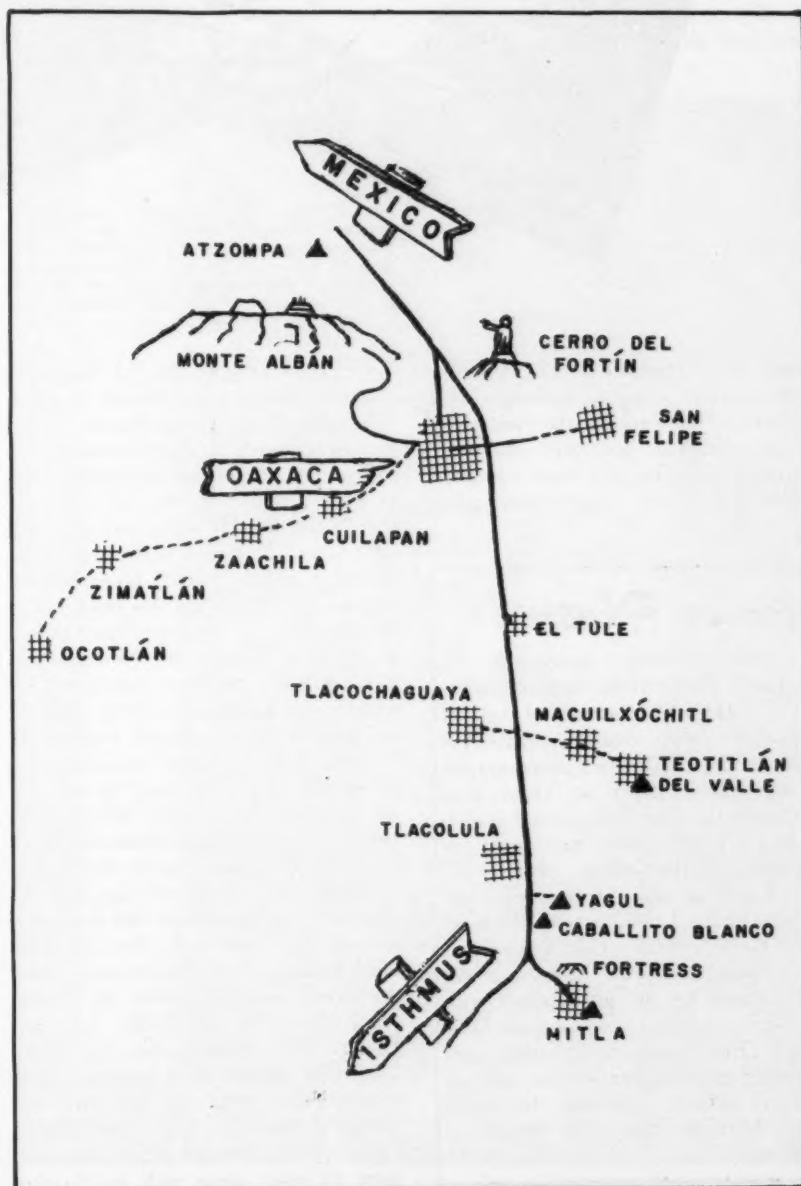 MEXICO
ATZOMPA
MONTE ALBÁN
CERRO DEL
FORTÍN
SAN
FELIPE
OAXACA
CUILAPAN
ZAACHILA
ZIMATLÁN
OCOTLÁN
EL TULE
TLACOCHAGUAYA
MACUILXÓCHITL
TEOTITLÁN
DEL VALLE
TLACOLULA
YAGUL
CABALLITO BLANCO
FORTRESS
ISTHMUS
MITLA